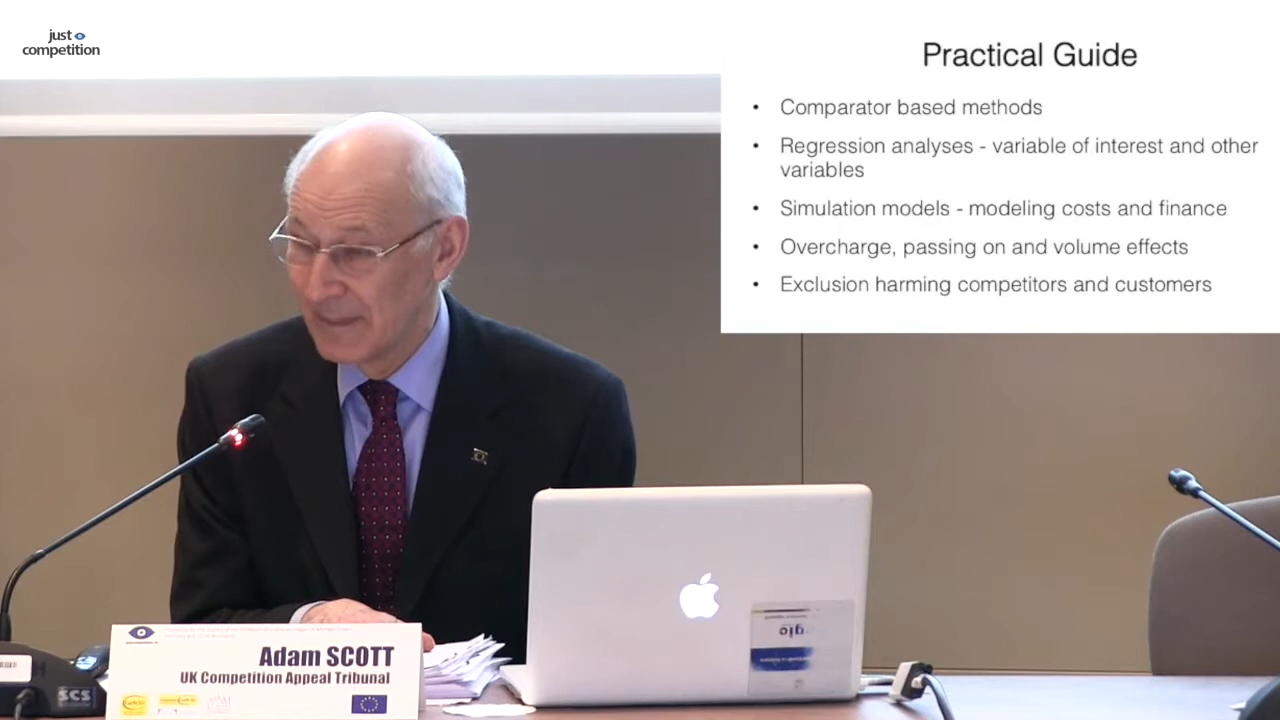 just
competition
Practical Guide
• Comparator based methods
• Regression analyses - variable of interest and other
variables
• Simulation models - modeling costs and finance
• Overcharge, passing on and volume effects
• Exclusion harming competitors and customers
Adam SCOTT
UK Competition Appeal Tribunal
SCS